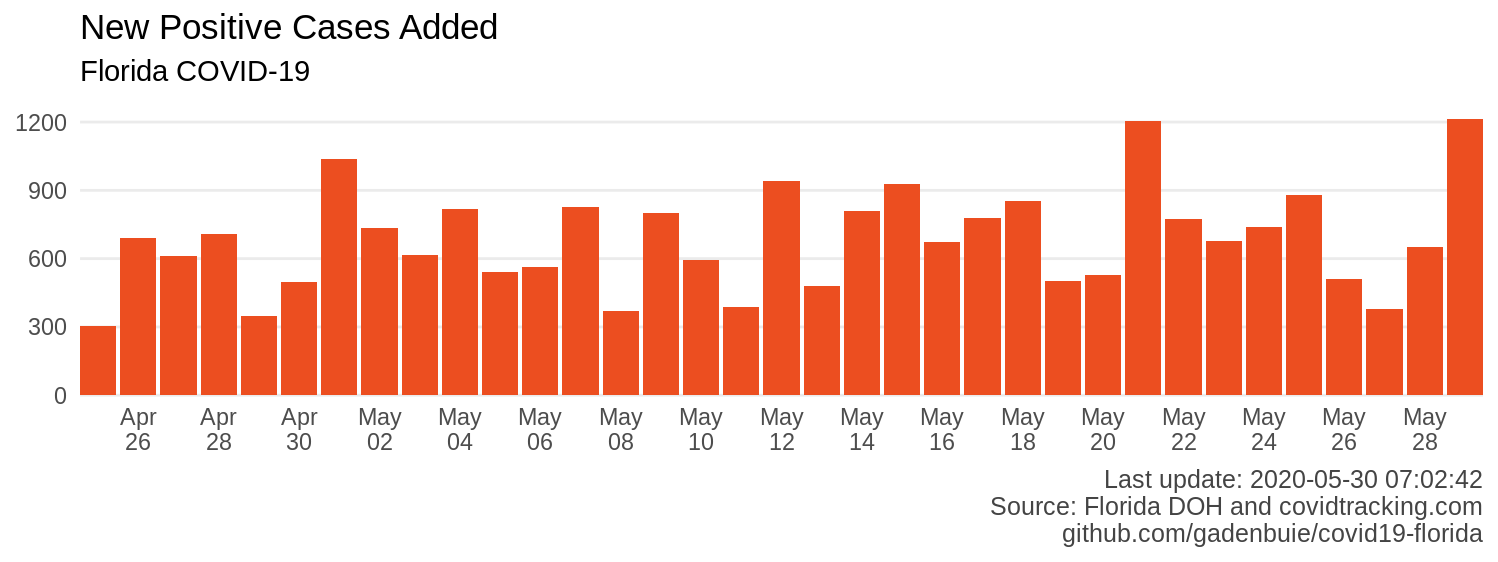 New Positive Cases Added
Florida COVID-19
1200
900
600
300
0
Apr Apr Apr May May May May May May May May May May May May May May
26 28 30 02 04 06 08 10 12 14 16 18 20 22 24 26 28
Last update: 2020-05-30 07:02:42
Source: Florida DOH and covidtracking.com
github.com/gadenbuie/covid19-florida